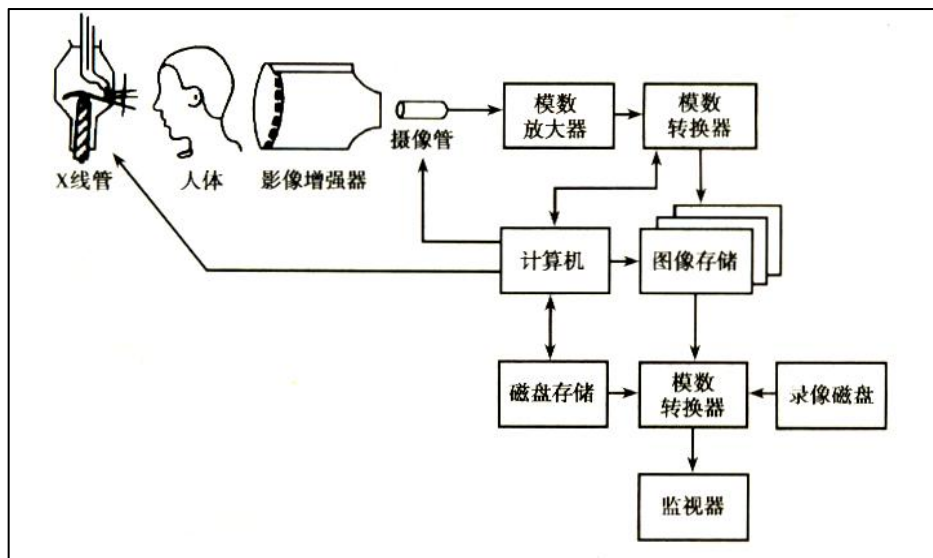 模数
放大器
模数
转换器
摄像管
X线管
人体
影像增强器
计算机
图像存储
磁盘存储
模数
转换器
录像磁盘
监视器